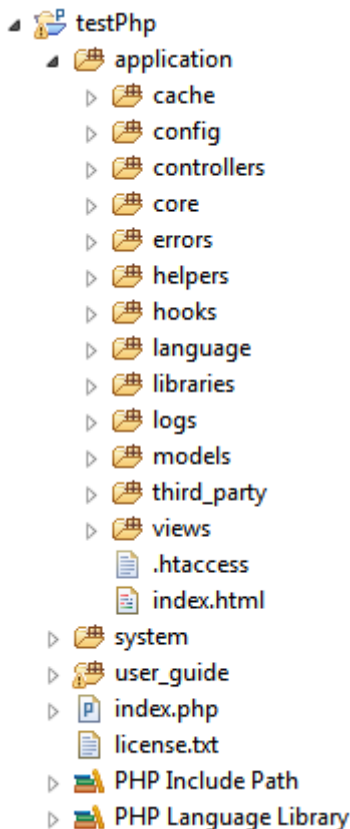 testPhp
application
cache
config
controllers
core
errors
helpers
hooks
language
libraries
logs
models
third_party
views
.htaccess
index.html
system
user_guide
index.php
license.txt
PHP Include Path
PHP Language Library